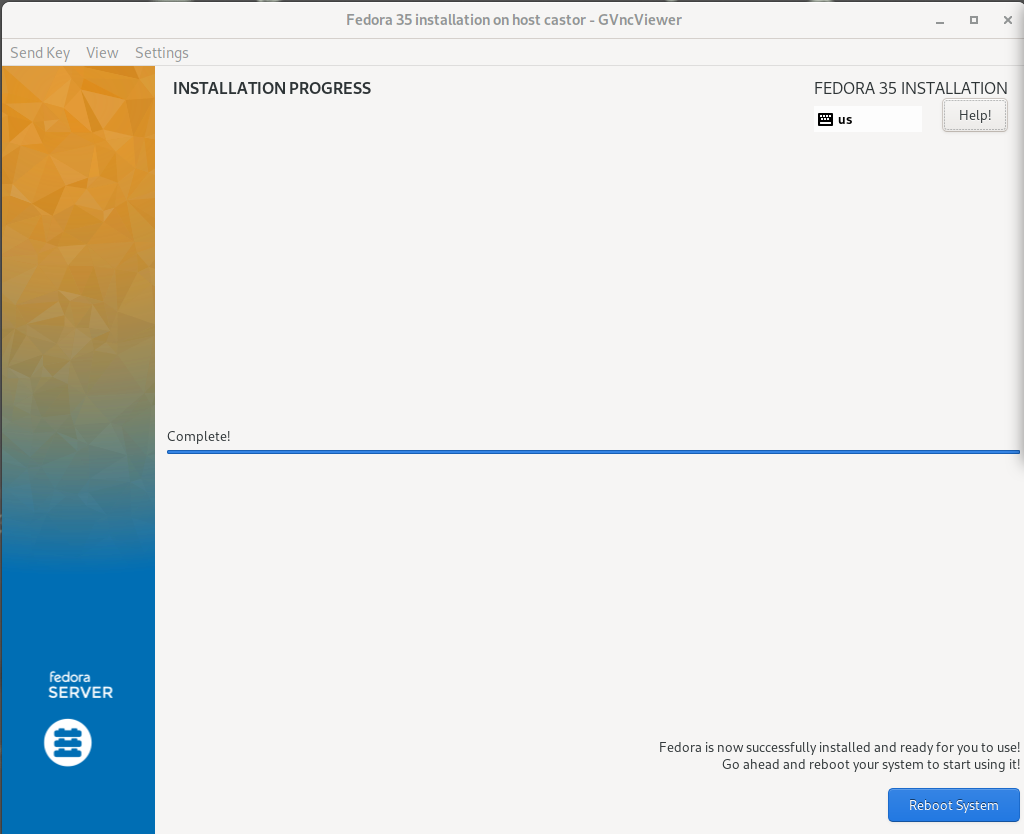 Fedora 35 installation on host castor - GVncViewer
Send Key View Settings
INSTALLATION PROGRESS
FEDORA 35 INSTALLATION
us
Help!
Complete!
fedora
SERVER
Fedora is now successfully installed and ready for you to use!
Go ahead and reboot your system to start using it!
Reboot System